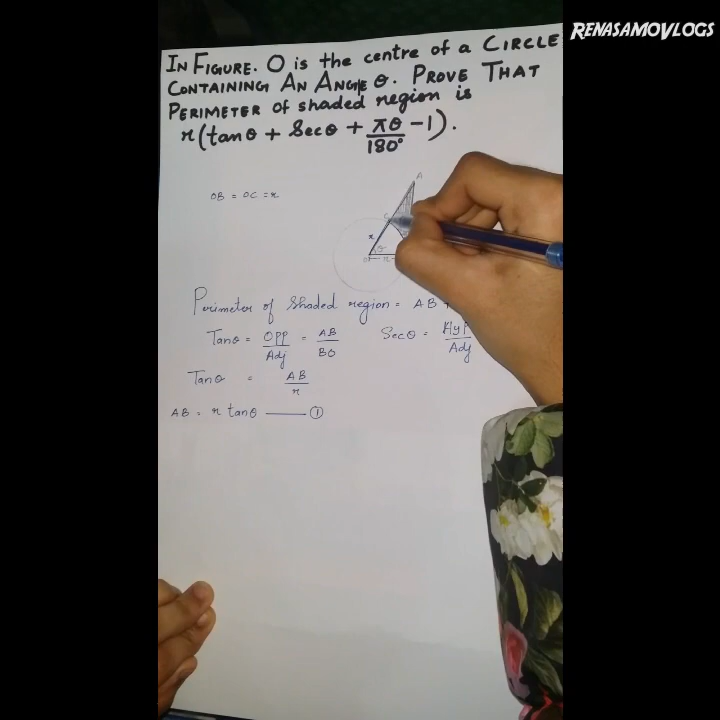 RENASAMOVLOGS
IN FIGURE. O is the centre of a CIRCLE
CONTAINING AN ANGLE θ. PROVE THAT
PERIMETER of shaded region is
r(tanθ + Secθ + πθ/180° - 1).
OB = OC = r
A
C
r
θ
O
r
Perimeter of Shaded region = AB +
Tanθ = OPP/Adj = AB/BO Secθ = Hyp/Adj
Tanθ = AB/r
AB = r tanθ ——— ①